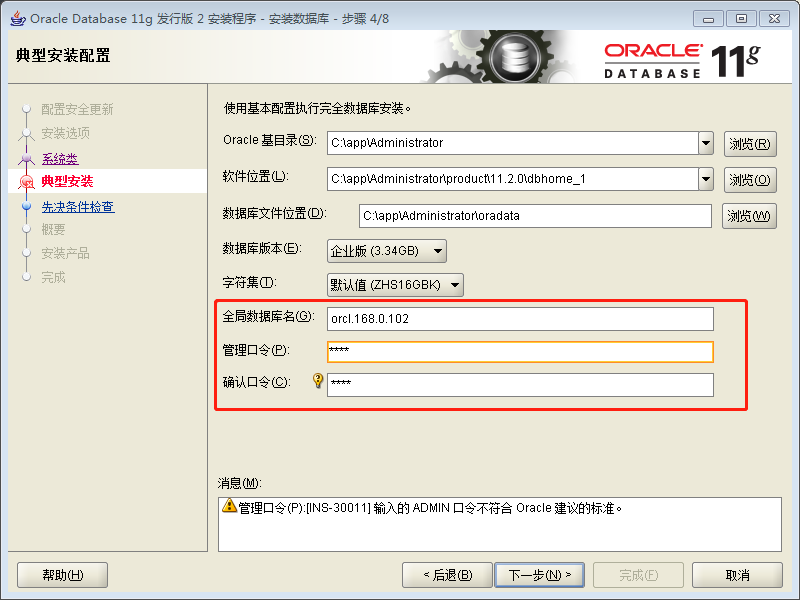 Oracle Database 11g 发行版 2 安装程序 - 安装数据库 - 步骤 4/8
典型安装配置
ORACLE
DATABASE 11g
配置安全更新
安装选项
系统类
典型安装
先决条件检查
概要
安装产品
完成
使用基本配置执行完全数据库安装。
Oracle 基目录(S): C:\app\Administrator 浏览(R)
软件位置(L): C:\app\Administrator\product\11.2.0\dbhome_1 浏览(O)
数据库文件位置(D): C:\app\Administrator\oradata 浏览(W)
数据库版本(E): 企业版 (3.34GB)
字符集(T): 默认值 (ZHS16GBK)
全局数据库名(G): orcl.168.0.102
管理口令(P): ****
确认口令(C): ****
消息(M):
管理口令(P):[INS-30011] 输入的 ADMIN 口令不符合 Oracle 建议的标准。
帮助(H) < 后退(B) 下一步(N) > 完成(F) 取消